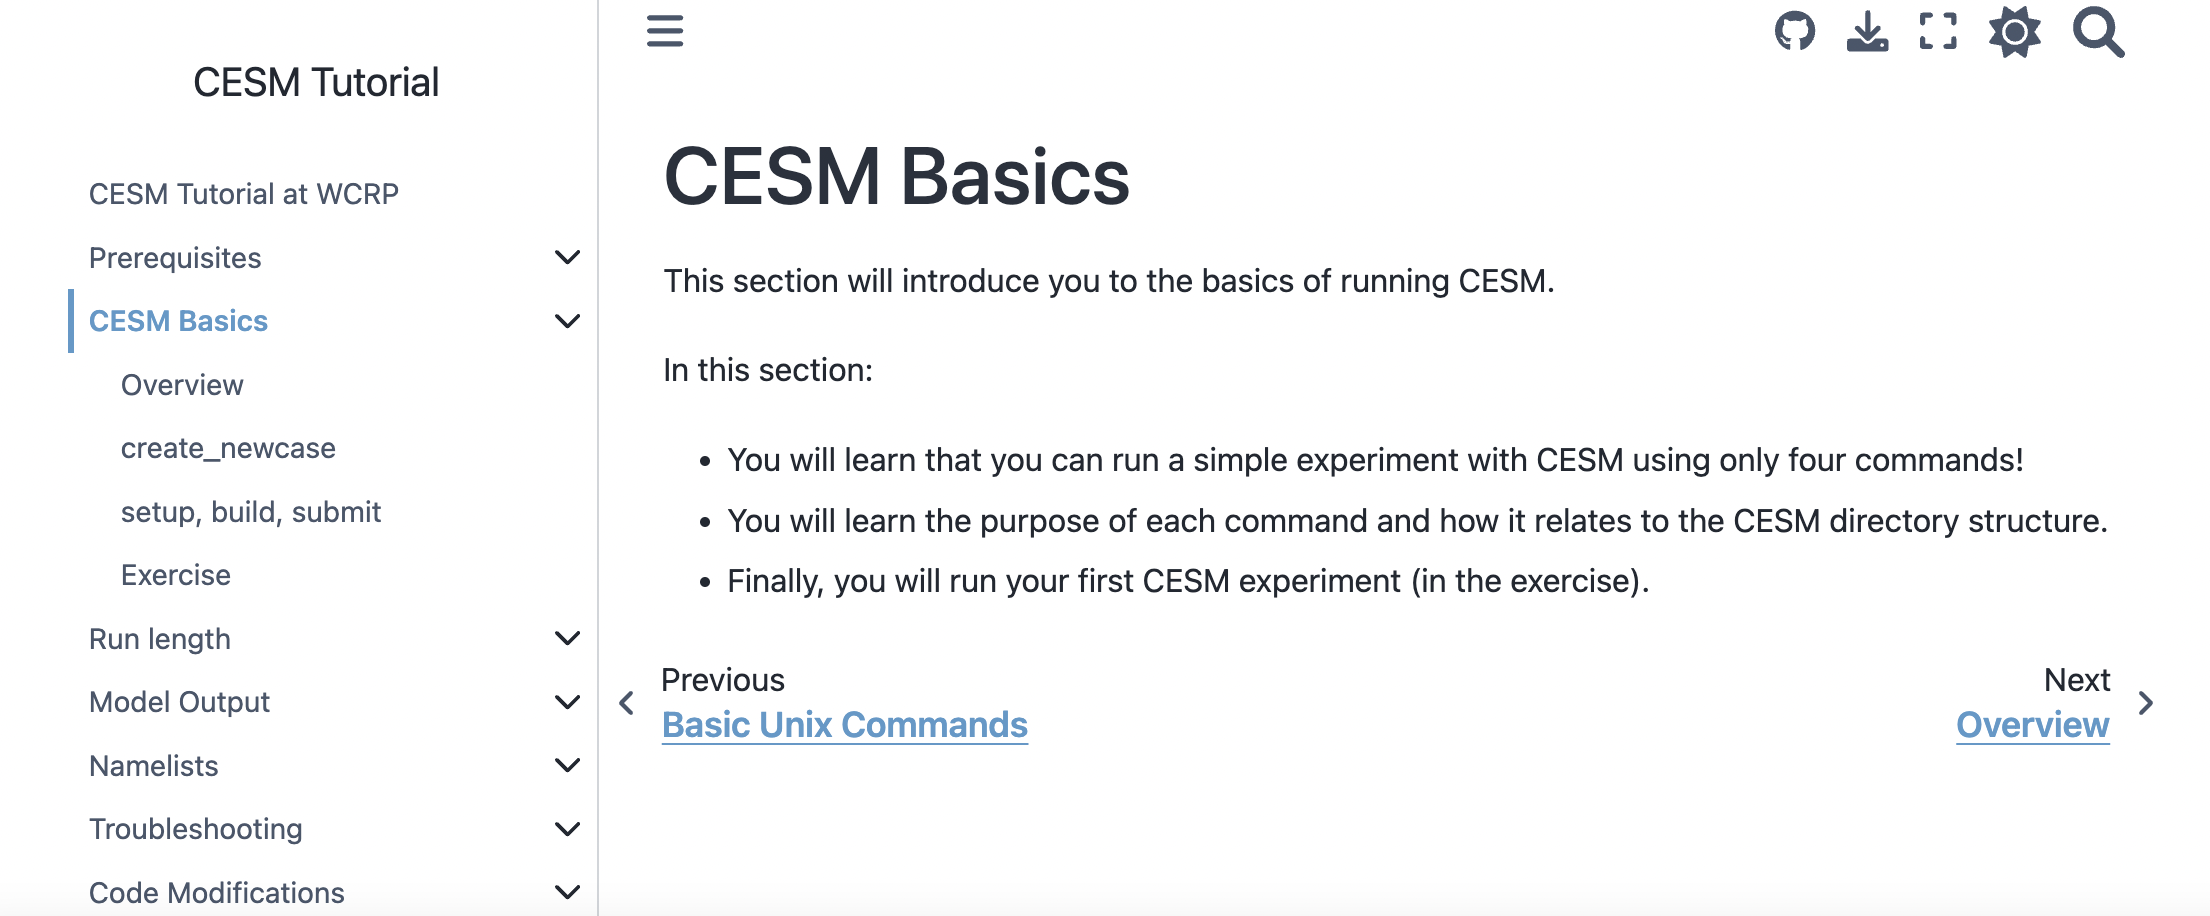 CESM Tutorial
CESM Tutorial at WCRP
Prerequisites
CESM Basics
Overview
create_newcase
setup, build, submit
Exercise
Run length
Model Output
Namelists
Troubleshooting
Code Modifications
CESM Basics
This section will introduce you to the basics of running CESM.
In this section:
• You will learn that you can run a simple experiment with CESM using only four commands!
• You will learn the purpose of each command and how it relates to the CESM directory structure.
• Finally, you will run your first CESM experiment (in the exercise).
Previous
Basic Unix Commands
Next
Overview